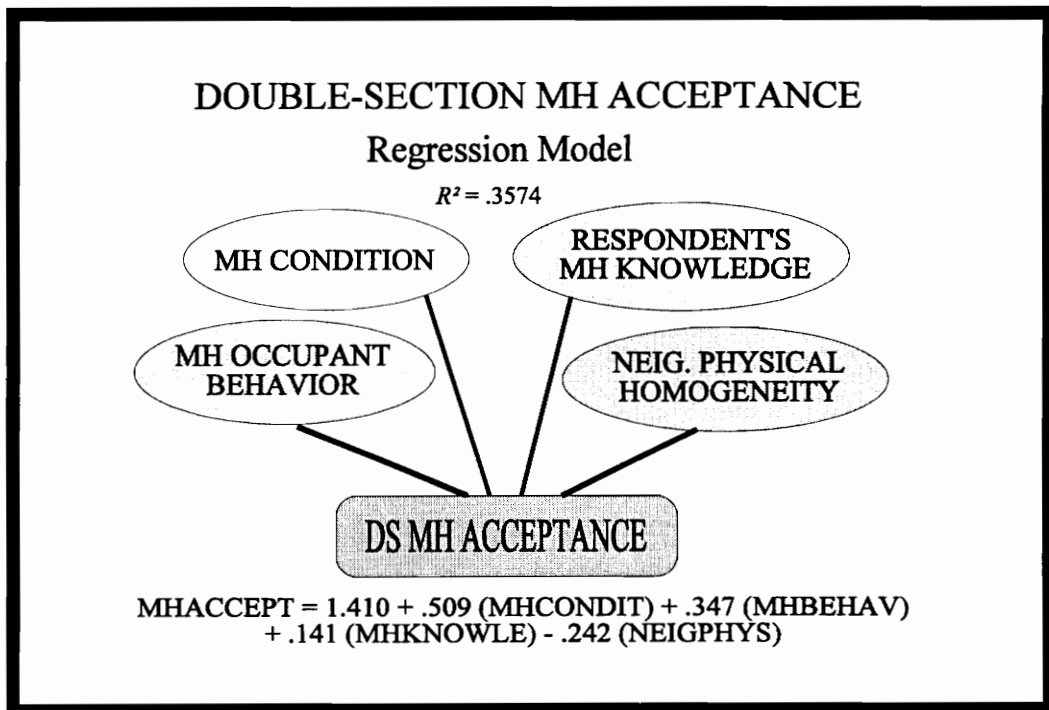 DOUBLE-SECTION MH ACCEPTANCE
Regression Model
R² = .3574
MH CONDITION
RESPONDENT'S
MH KNOWLEDGE
MH OCCUPANT
BEHAVIOR
NEIG. PHYSICAL
HOMOGENEITY
DS MH ACCEPTANCE
MHACCEPT = 1.410 + .509 (MHCONDIT) + .347 (MHBEHAV)
+ .141 (MHKNOWLE) - .242 (NEIGPHYS)